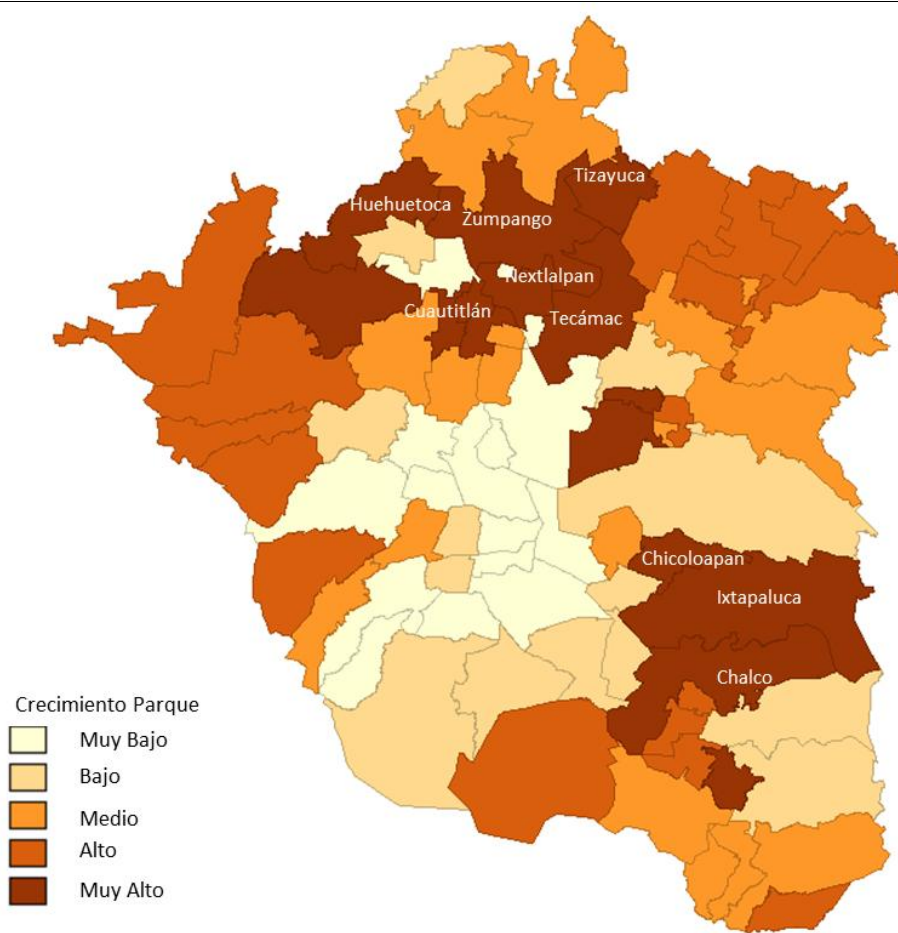 Tizayuca
Huehuetoca
Zumpango
Nextlalpan
Cuautitlán
Tecámac
Chicoloapan
Ixtapaluca
Chalco
Crecimiento Parque
Muy Bajo
Bajo
Medio
Alto
Muy Alto